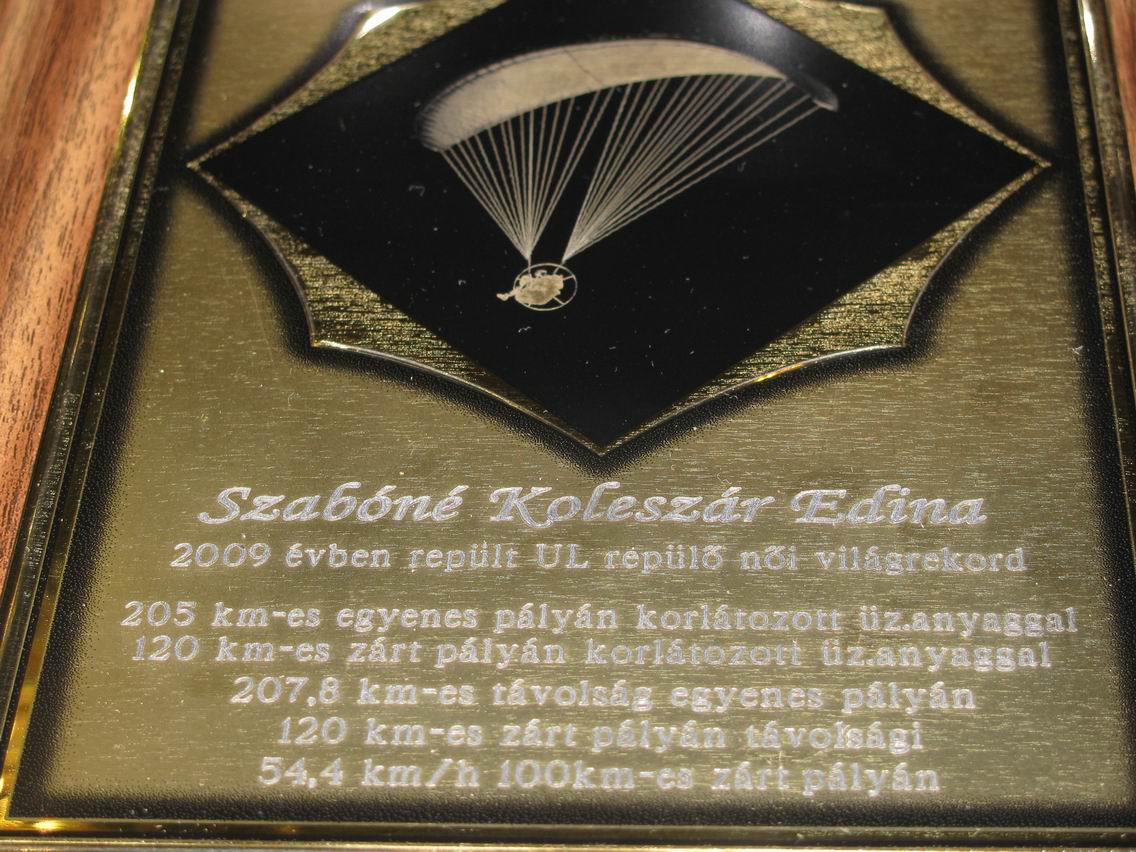 Szabóné Koleszár Edina
2009 évben repült UL repülő női világrekord
205 km-es egyenes pályán korlátozott üz.anyaggal
120 km-es zárt pályán korlátozott üz.anyaggal
207,8 km-es távolság egyenes pályán
120 km-es zárt pályán távolsági
54,4 km/h 100km-es zárt pályán